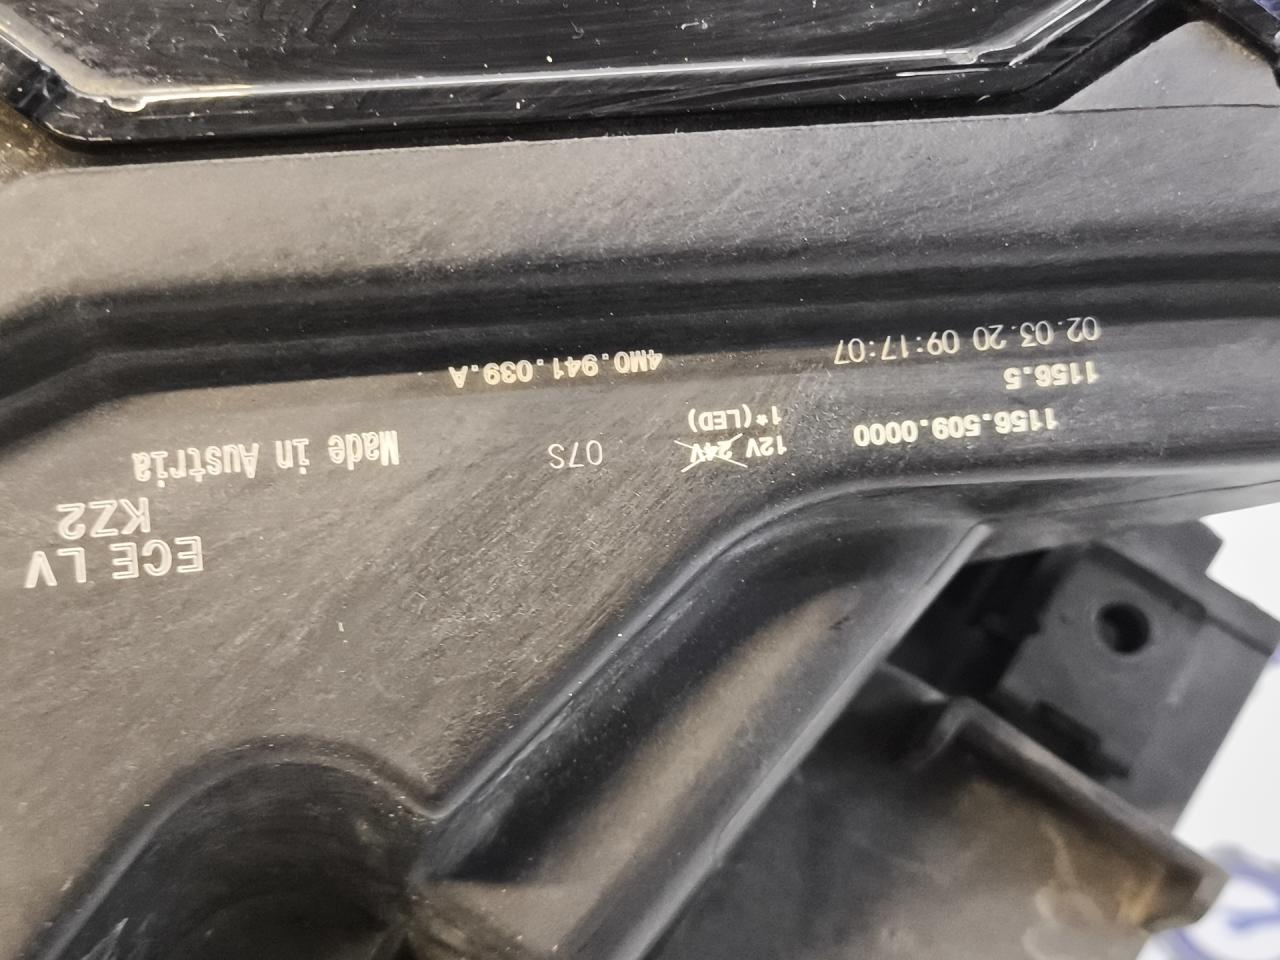 ECE LV
KZ2
Made in Austria
07S
12V 24V
1*(LED)
1156.509.0000
1156.5
4M0.941.039.A
02.03.20 09:17:07